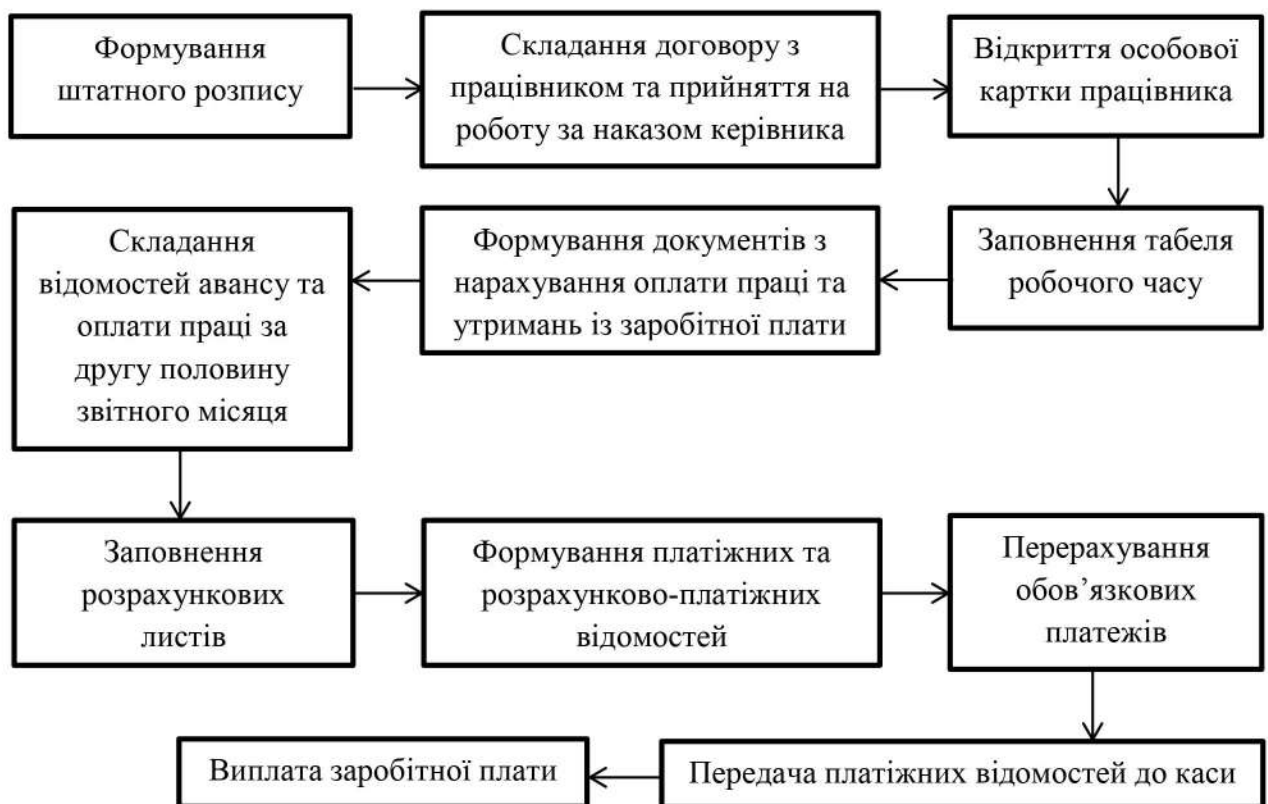 Формування
штатного розпису
Складання договору з
працівником та прийняття на
роботу за наказом керівника
Відкриття особової
картки працівника
Заповнення табеля
робочого часу
Формування документів з
нарахування оплати праці та
утримань із заробітної плати
Складання
відомостей авансу та
оплати праці за
другу половину
звітного місяця
Заповнення
розрахункових
листів
Формування платіжних та
розрахунково-платіжних
відомостей
Перерахування
обов’язкових
платежів
Передача платіжних відомостей до каси
Виплата заробітної плати